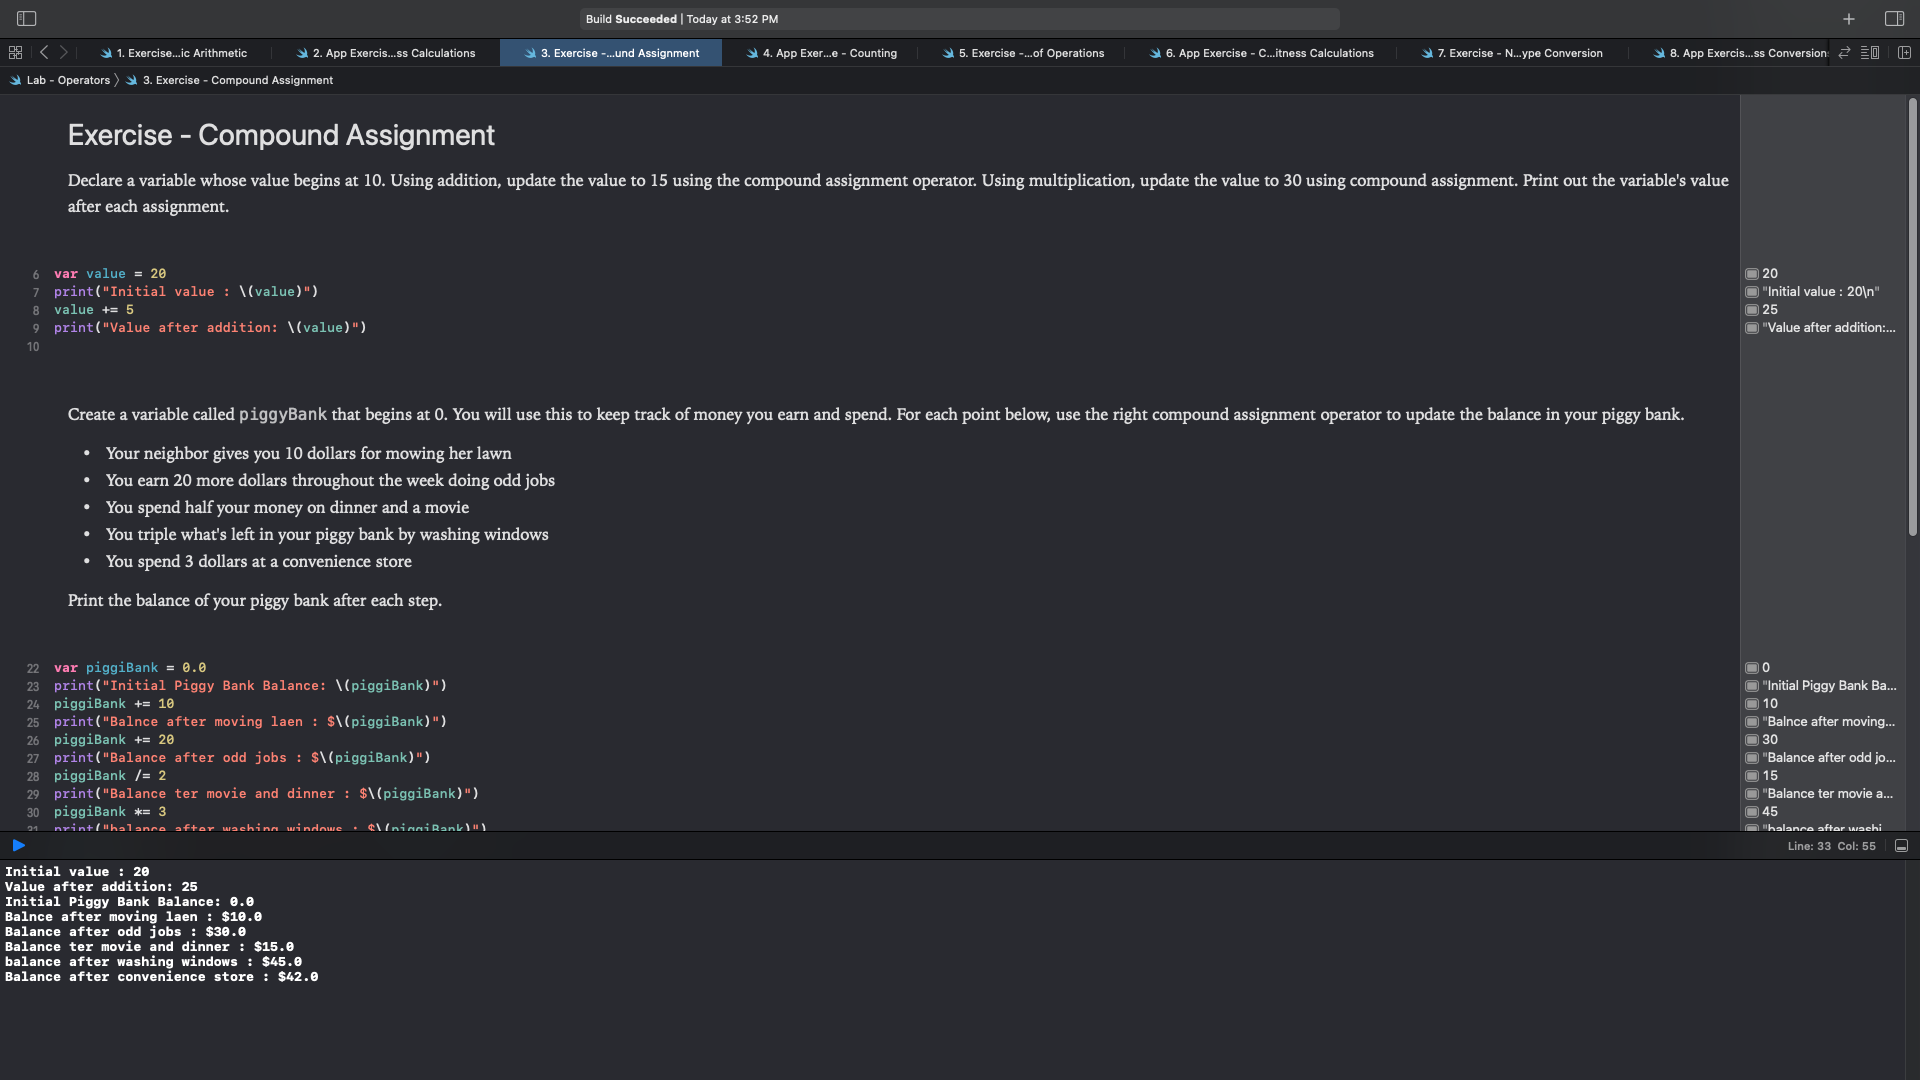 Build Succeeded | Today at 3:52 PM
1. Exercise...ic Arithmetic
2. App Exercis...ss Calculations
3. Exercise -...und Assignment
4. App Exer...e - Counting
5. Exercise -...of Operations
6. App Exercise - C...itness Calculations
7. Exercise - N...ype Conversion
8. App Exercis...ss Conversion
Lab - Operators
3. Exercise - Compound Assignment
Exercise - Compound Assignment
Declare a variable whose value begins at 10. Using addition, update the value to 15 using the compound assignment operator. Using multiplication, update the value to 30 using compound assignment. Print out the variable's value
after each assignment.
6 var value = 20
20
7 print("Initial value : \(value)")
"Initial value : 20\n"
8 value += 5
25
9 print("Value after addition: \(value)")
"Value after addition:...
10
Create a variable called piggyBank that begins at 0. You will use this to keep track of money you earn and spend. For each point below, use the right compound assignment operator to update the balance in your piggy bank.
• Your neighbor gives you 10 dollars for mowing her lawn
• You earn 20 more dollars throughout the week doing odd jobs
• You spend half your money on dinner and a movie
• You triple what's left in your piggy bank by washing windows
• You spend 3 dollars at a convenience store
Print the balance of your piggy bank after each step.
22 var piggiBank = 0.0
0
23 print("Initial Piggy Bank Balance: \(piggiBank)")
"Initial Piggy Bank Ba...
24 piggiBank += 10
10
25 print("Balnce after moving laen : $\(piggiBank)")
"Balnce after moving...
26 piggiBank += 20
30
27 print("Balance after odd jobs : $\(piggiBank)")
"Balance after odd jo...
28 piggiBank /= 2
15
29 print("Balance ter movie and dinner : $\(piggiBank)")
"Balance ter movie a...
30 piggiBank *= 3
45
31 print("balance after washing windows : $\(piggiBank)")
"balance after washi...
Line: 33 Col: 55
Initial value : 20
Value after addition: 25
Initial Piggy Bank Balance: 0.0
Balnce after moving laen : $10.0
Balance after odd jobs : $30.0
Balance ter movie and dinner : $15.0
balance after washing windows : $45.0
Balance after convenience store : $42.0